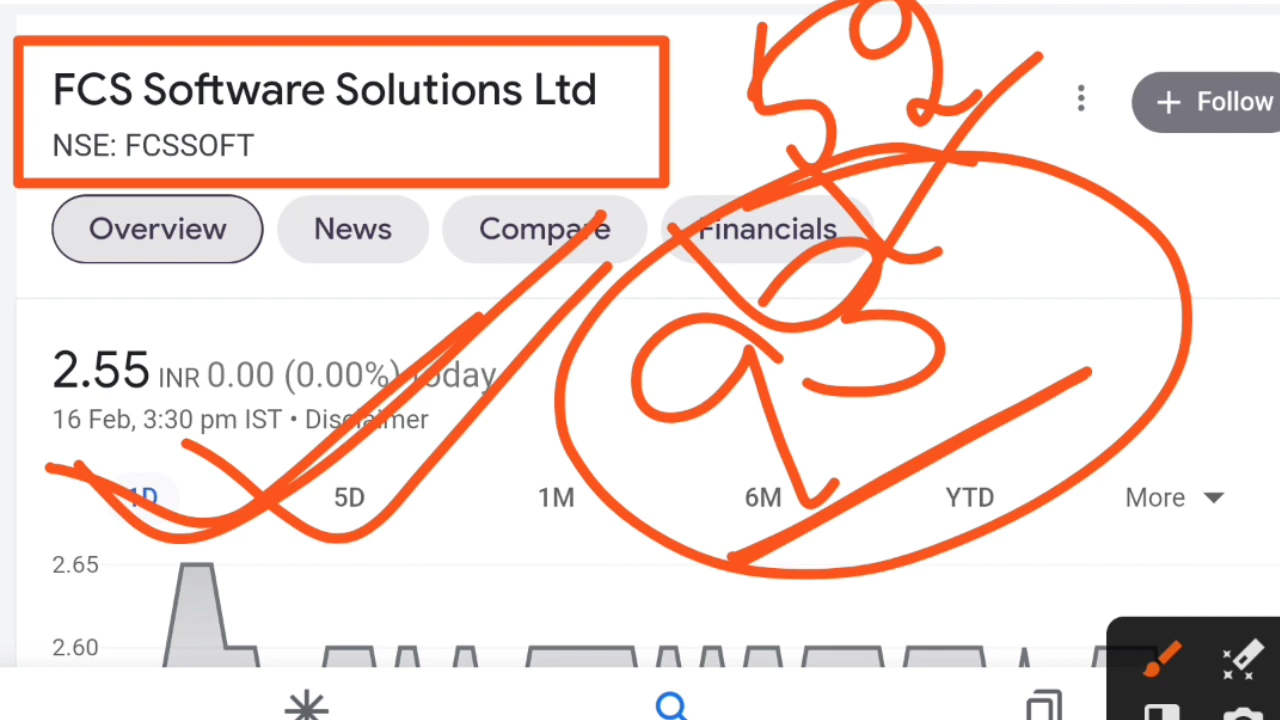 FCS Software Solutions Ltd
NSE: FCSSOFT
+ Follow
Overview News Compare Financials
2.55 INR 0.00 (0.00%) today
16 Feb, 3:30 pm IST • Disclaimer
1D 5D 1M 6M YTD More
2.65
2.60